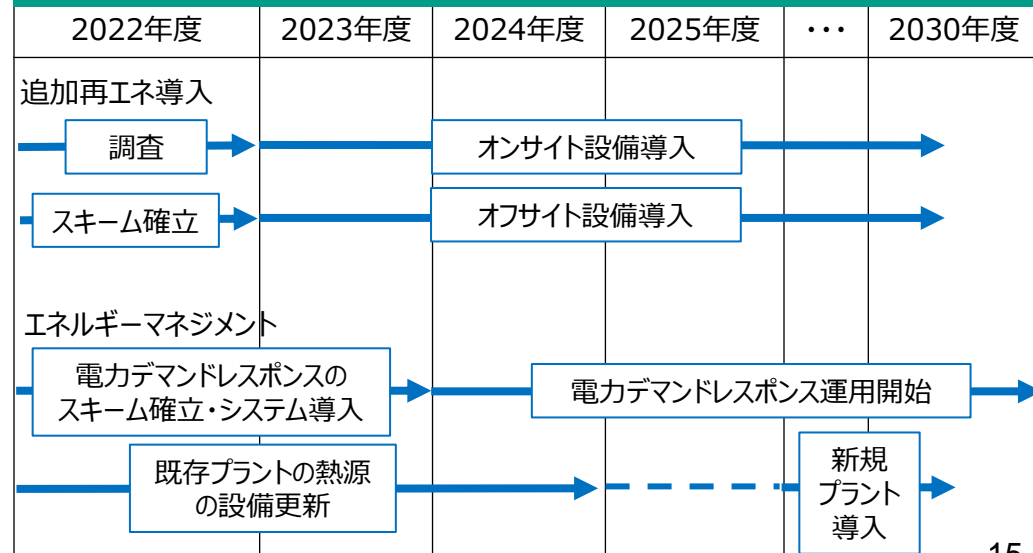 2022年度 2023年度 2024年度 2025年度 ・・・ 2030年度
追加再エネ導入
調査
オンサイト設備導入
スキーム確立
オフサイト設備導入
エネルギーマネジメント
電力デマンドレスポンスの
スキーム確立・システム導入
電力デマンドレスポンス運用開始
既存プラントの熱源
の設備更新
新規
プラント
導入
15